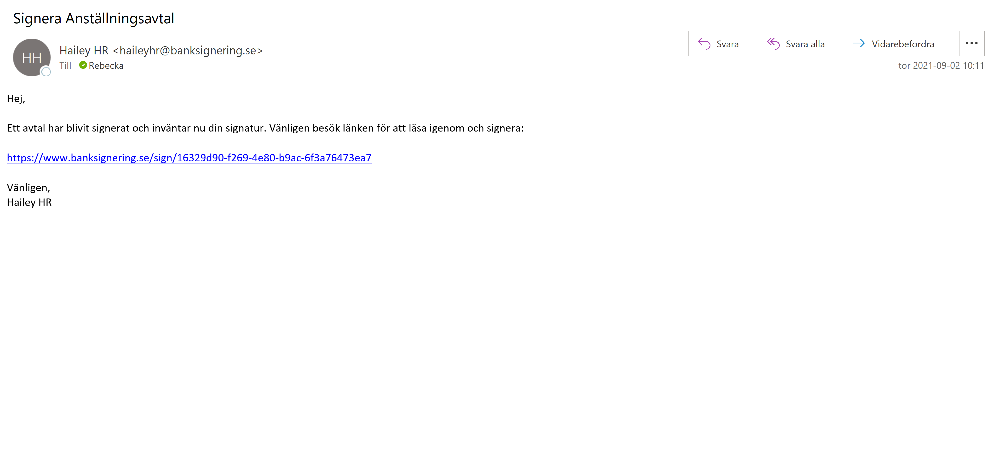 Signera Anställningsavtal
HH
Hailey HR <haileyhr@banksignering.se>
Till Rebecka
Svara
Svara alla
Vidarebefordra
tor 2021-09-02 10:11
Hej,
Ett avtal har blivit signerat och inväntar nu din signatur. Vänligen besök länken för att läsa igenom och signera:
https://www.banksignering.se/sign/16329d90-f269-4e80-b9ac-6f3a76473ea7
Vänligen,
Hailey HR